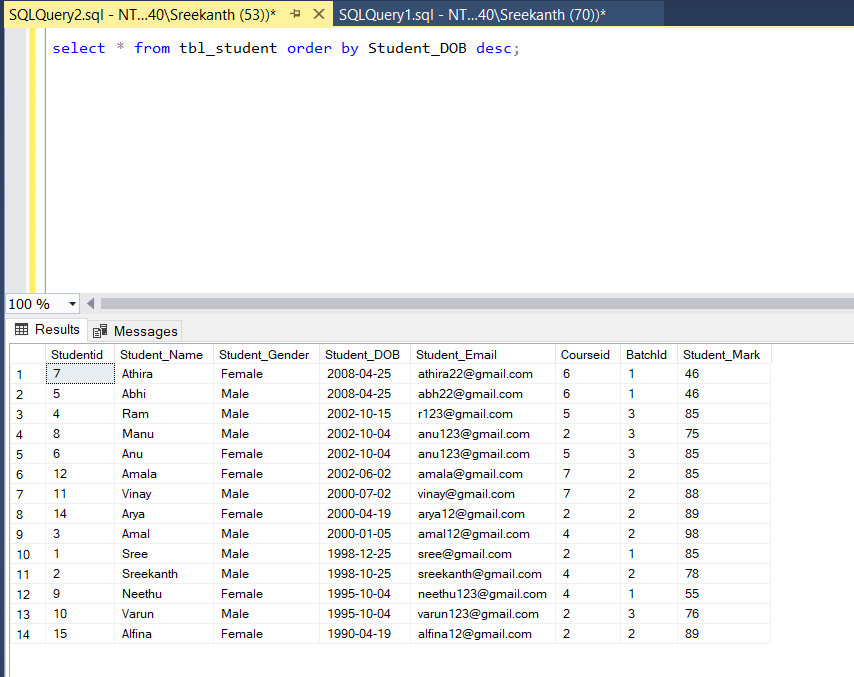 SQLQuery2.sql - NT...40\Sreekanth (53))* SQLQuery1.sql - NT...40\Sreekanth (70))*
select * from tbl_student order by Student_DOB desc;
100 %
Results Messages
Studentid Student_Name Student_Gender Student_DOB Student_Email Courseid BatchId Student_Mark
1 7 Athira Female 2008-04-25 athira22@gmail.com 6 1 46
2 5 Abhi Male 2008-04-25 abh22@gmail.com 6 1 46
3 4 Ram Male 2002-10-15 r123@gmail.com 5 3 85
4 8 Manu Male 2002-10-04 anu123@gmail.com 2 3 75
5 6 Anu Female 2002-10-04 anu123@gmail.com 5 3 85
6 12 Amala Female 2002-06-02 amala@gmail.com 7 2 85
7 11 Vinay Male 2000-07-02 vinay@gmail.com 7 2 88
8 14 Arya Female 2000-04-19 arya12@gmail.com 2 2 89
9 3 Amal Male 2000-01-05 amal12@gmail.com 4 2 98
10 1 Sree Male 1998-12-25 sree@gmail.com 2 1 85
11 2 Sreekanth Male 1998-10-25 sreekanth@gmail.com 4 2 78
12 9 Neethu Female 1995-10-04 neethu123@gmail.com 4 1 55
13 10 Varun Male 1995-10-04 varun123@gmail.com 2 3 76
14 15 Alfina Female 1990-04-19 alfina12@gmail.com 2 2 89